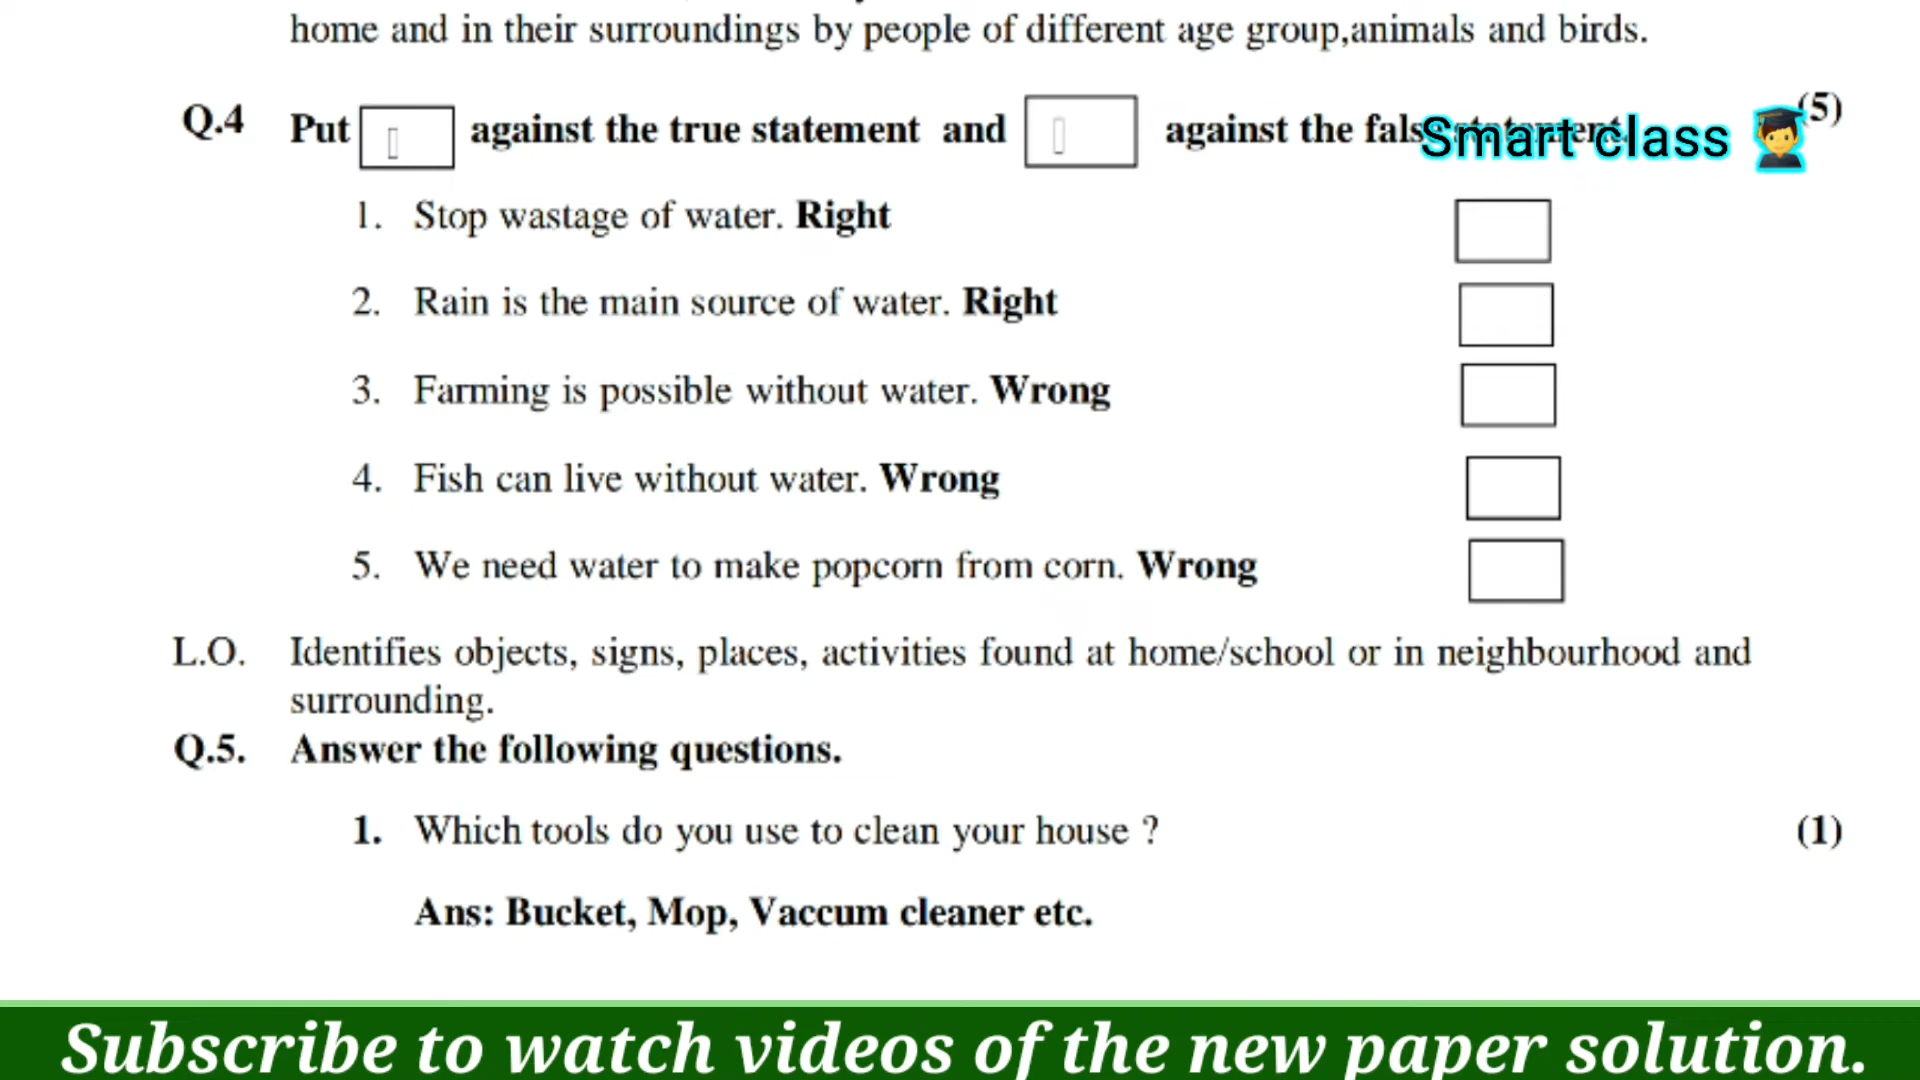 home and in their surroundings by people of different age group,animals and birds.
Q.4 Put against the true statement and against the fals (5)
Smart class
1. Stop wastage of water. Right
2. Rain is the main source of water. Right
3. Farming is possible without water. Wrong
4. Fish can live without water. Wrong
5. We need water to make popcorn from corn. Wrong
L.O. Identifies objects, signs, places, activities found at home/school or in neighbourhood and
surrounding.
Q.5. Answer the following questions.
1. Which tools do you use to clean your house ? (1)
Ans: Bucket, Mop, Vaccum cleaner etc.
Subscribe to watch videos of the new paper solution.